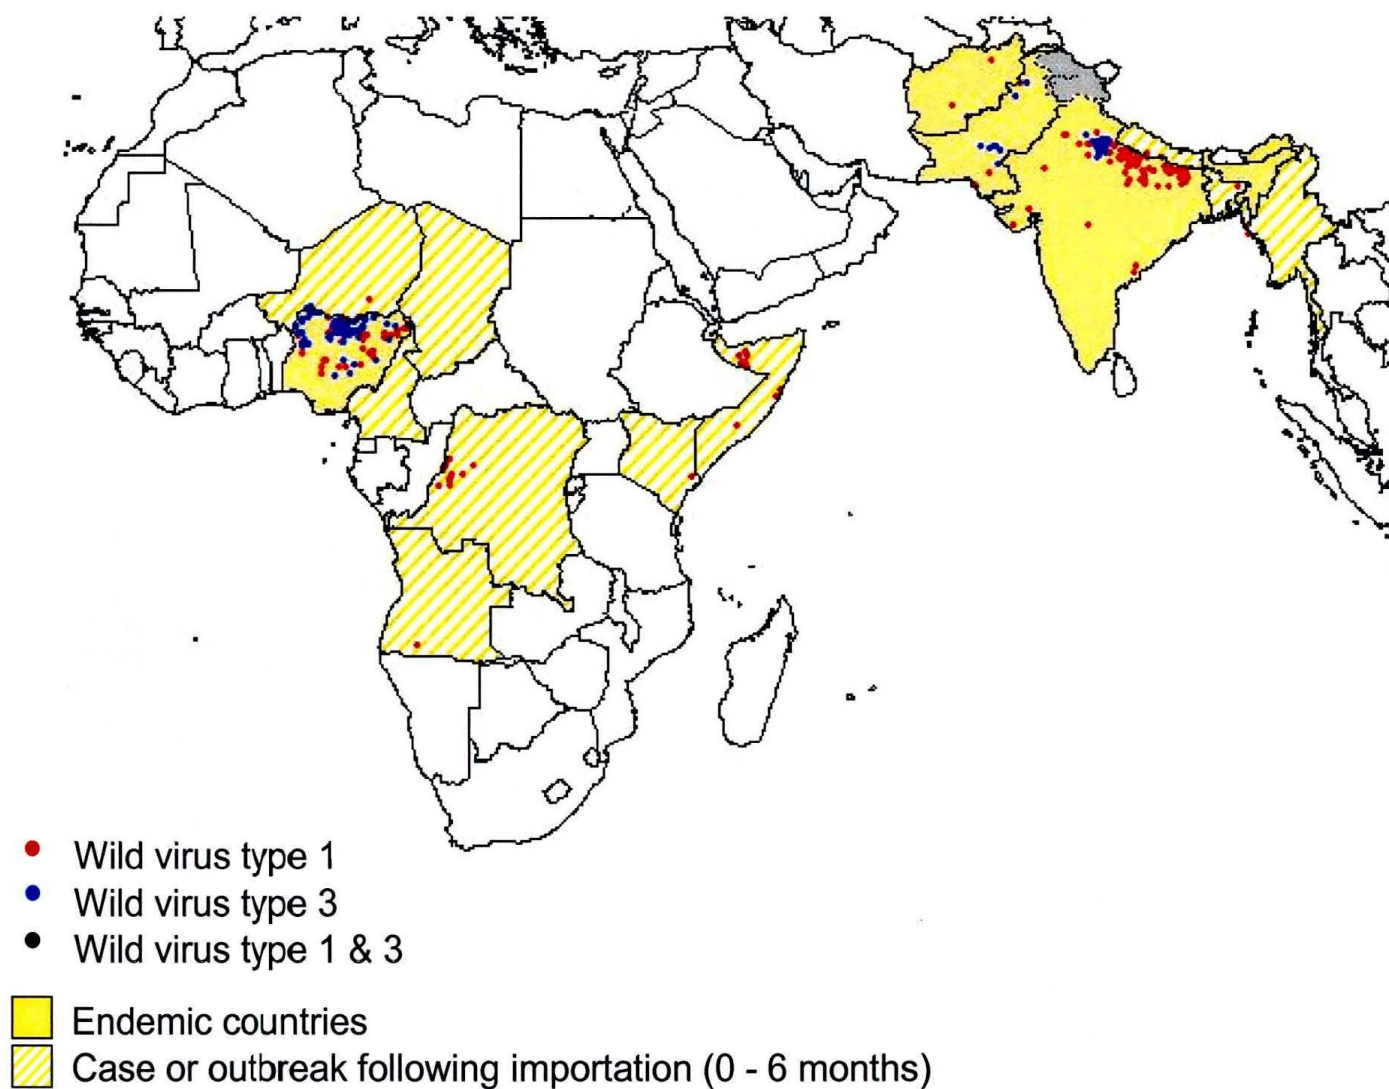 Wild virus type 1
Wild virus type 3
Wild virus type 1 & 3
Endemic countries
Case or outbreak following importation (0 - 6 months)